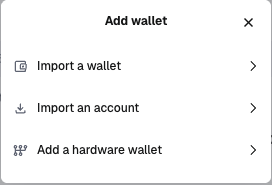 Add wallet
Import a wallet
Import an account
Add a hardware wallet